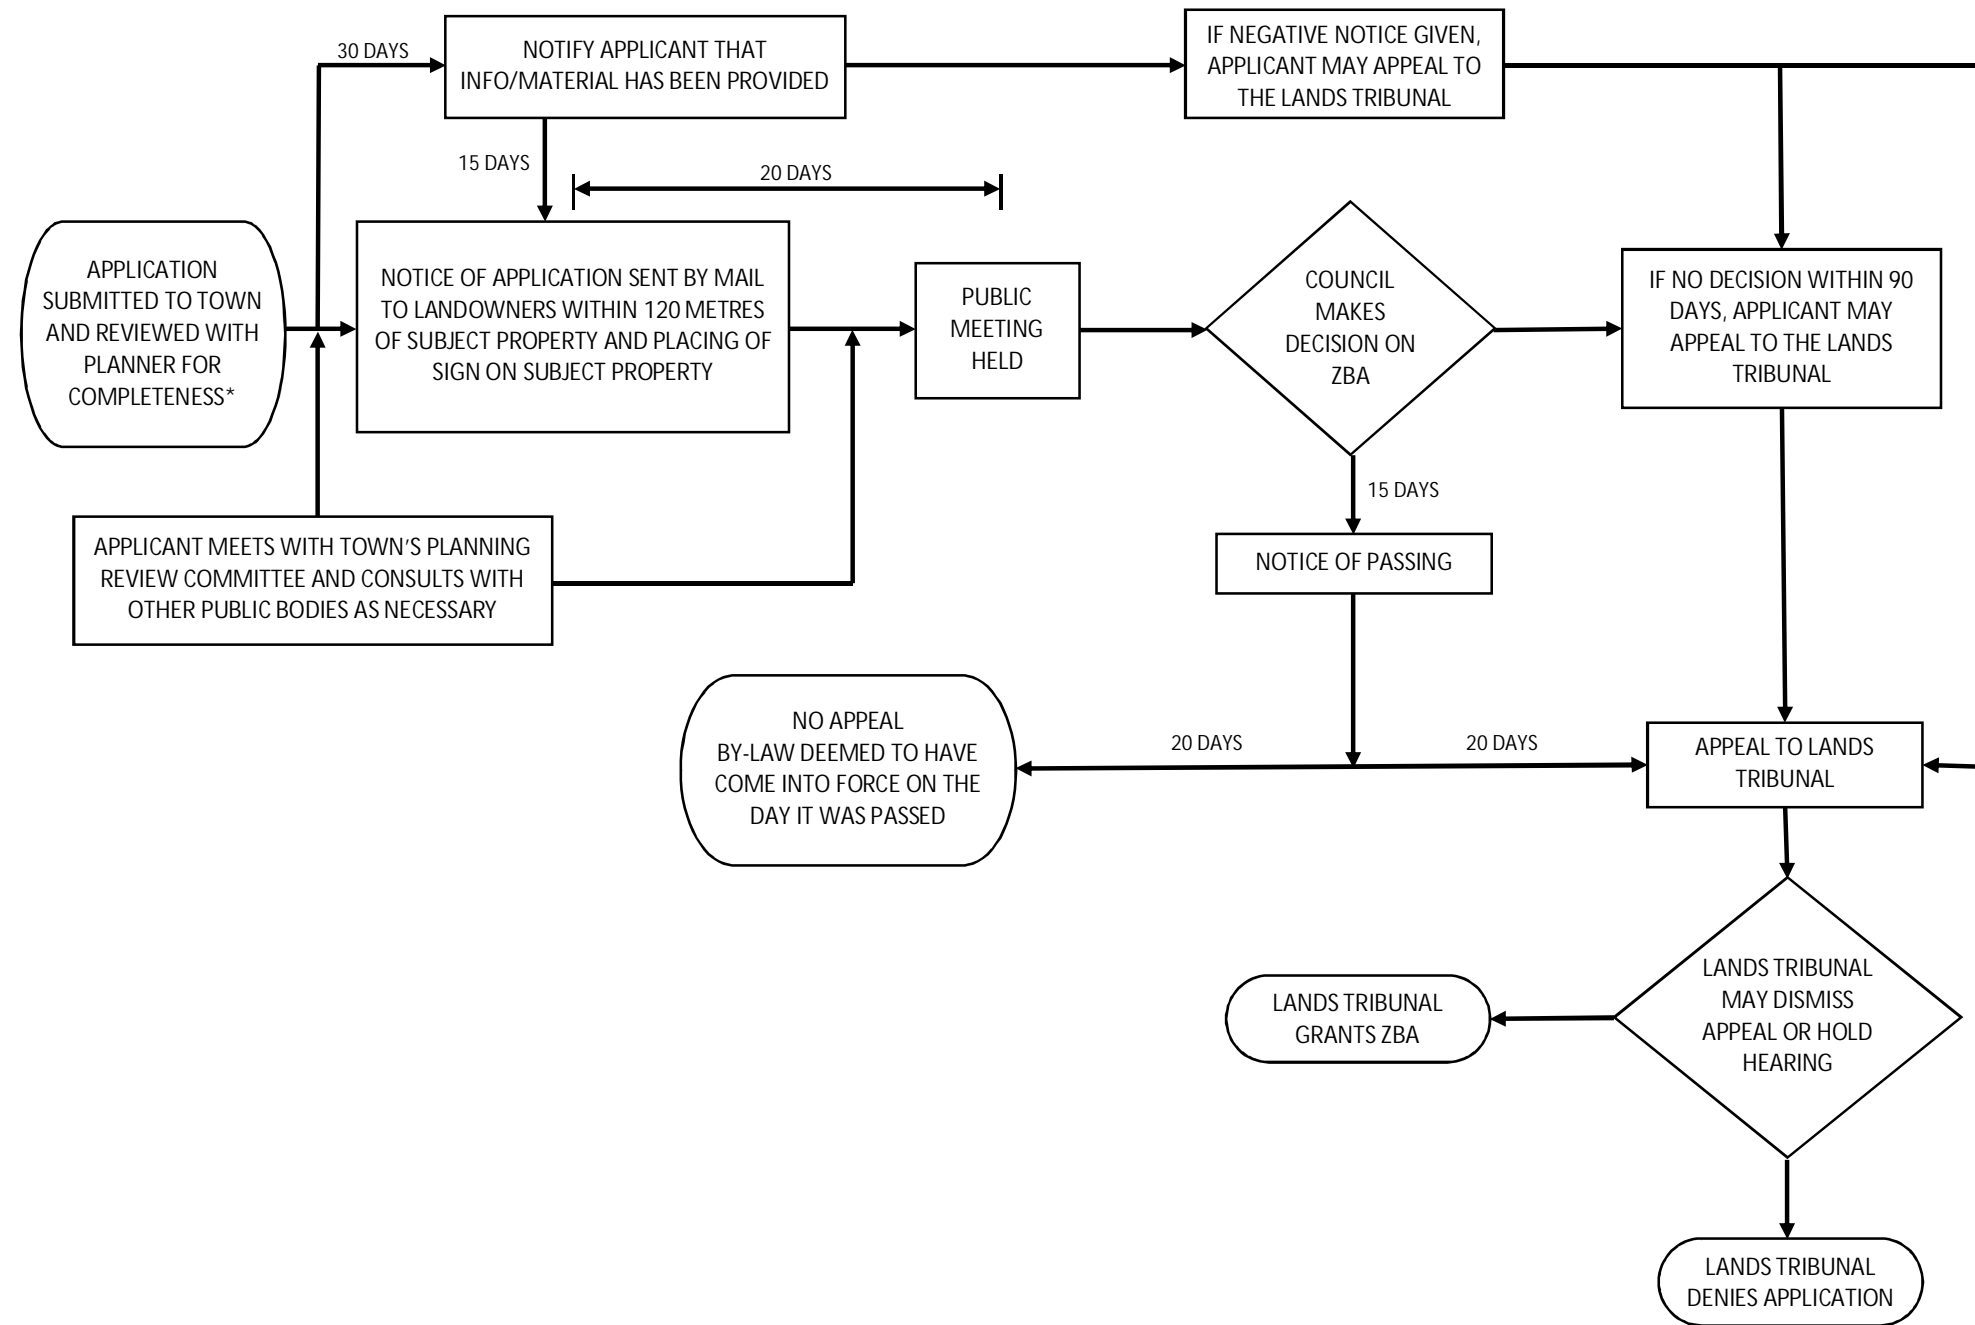 30 DAYS
NOTIFY APPLICANT THAT
INFO/MATERIAL HAS BEEN PROVIDED
IF NEGATIVE NOTICE GIVEN,
APPLICANT MAY APPEAL TO
THE LANDS TRIBUNAL
15 DAYS
20 DAYS
APPLICATION
SUBMITTED TO TOWN
AND REVIEWED WITH
PLANNER FOR
COMPLETENESS*
NOTICE OF APPLICATION SENT BY MAIL
TO LANDOWNERS WITHIN 120 METRES
OF SUBJECT PROPERTY AND PLACING OF
SIGN ON SUBJECT PROPERTY
PUBLIC
MEETING
HELD
COUNCIL
MAKES
DECISION ON
ZBA
IF NO DECISION WITHIN 90
DAYS, APPLICANT MAY
APPEAL TO THE LANDS
TRIBUNAL
APPLICANT MEETS WITH TOWN'S PLANNING
REVIEW COMMITTEE AND CONSULTS WITH
OTHER PUBLIC BODIES AS NECESSARY
15 DAYS
NOTICE OF PASSING
NO APPEAL
BY-LAW DEEMED TO HAVE
COME INTO FORCE ON THE
DAY IT WAS PASSED
20 DAYS
20 DAYS
APPEAL TO LANDS
TRIBUNAL
LANDS TRIBUNAL
MAY DISMISS
APPEAL OR HOLD
HEARING
LANDS TRIBUNAL
GRANTS ZBA
LANDS TRIBUNAL
DENIES APPLICATION